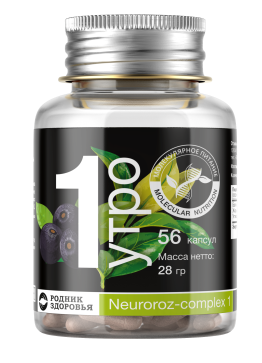 МОЛЕКУЛЯРНОЕ ПИТАНИЕ
MOLECULAR NUTRITION
1
утро
56 капсул
Масса нетто:
28 гр
РОДНИК
ЗДОРОВЬЯ
Neuroroz-complex 1